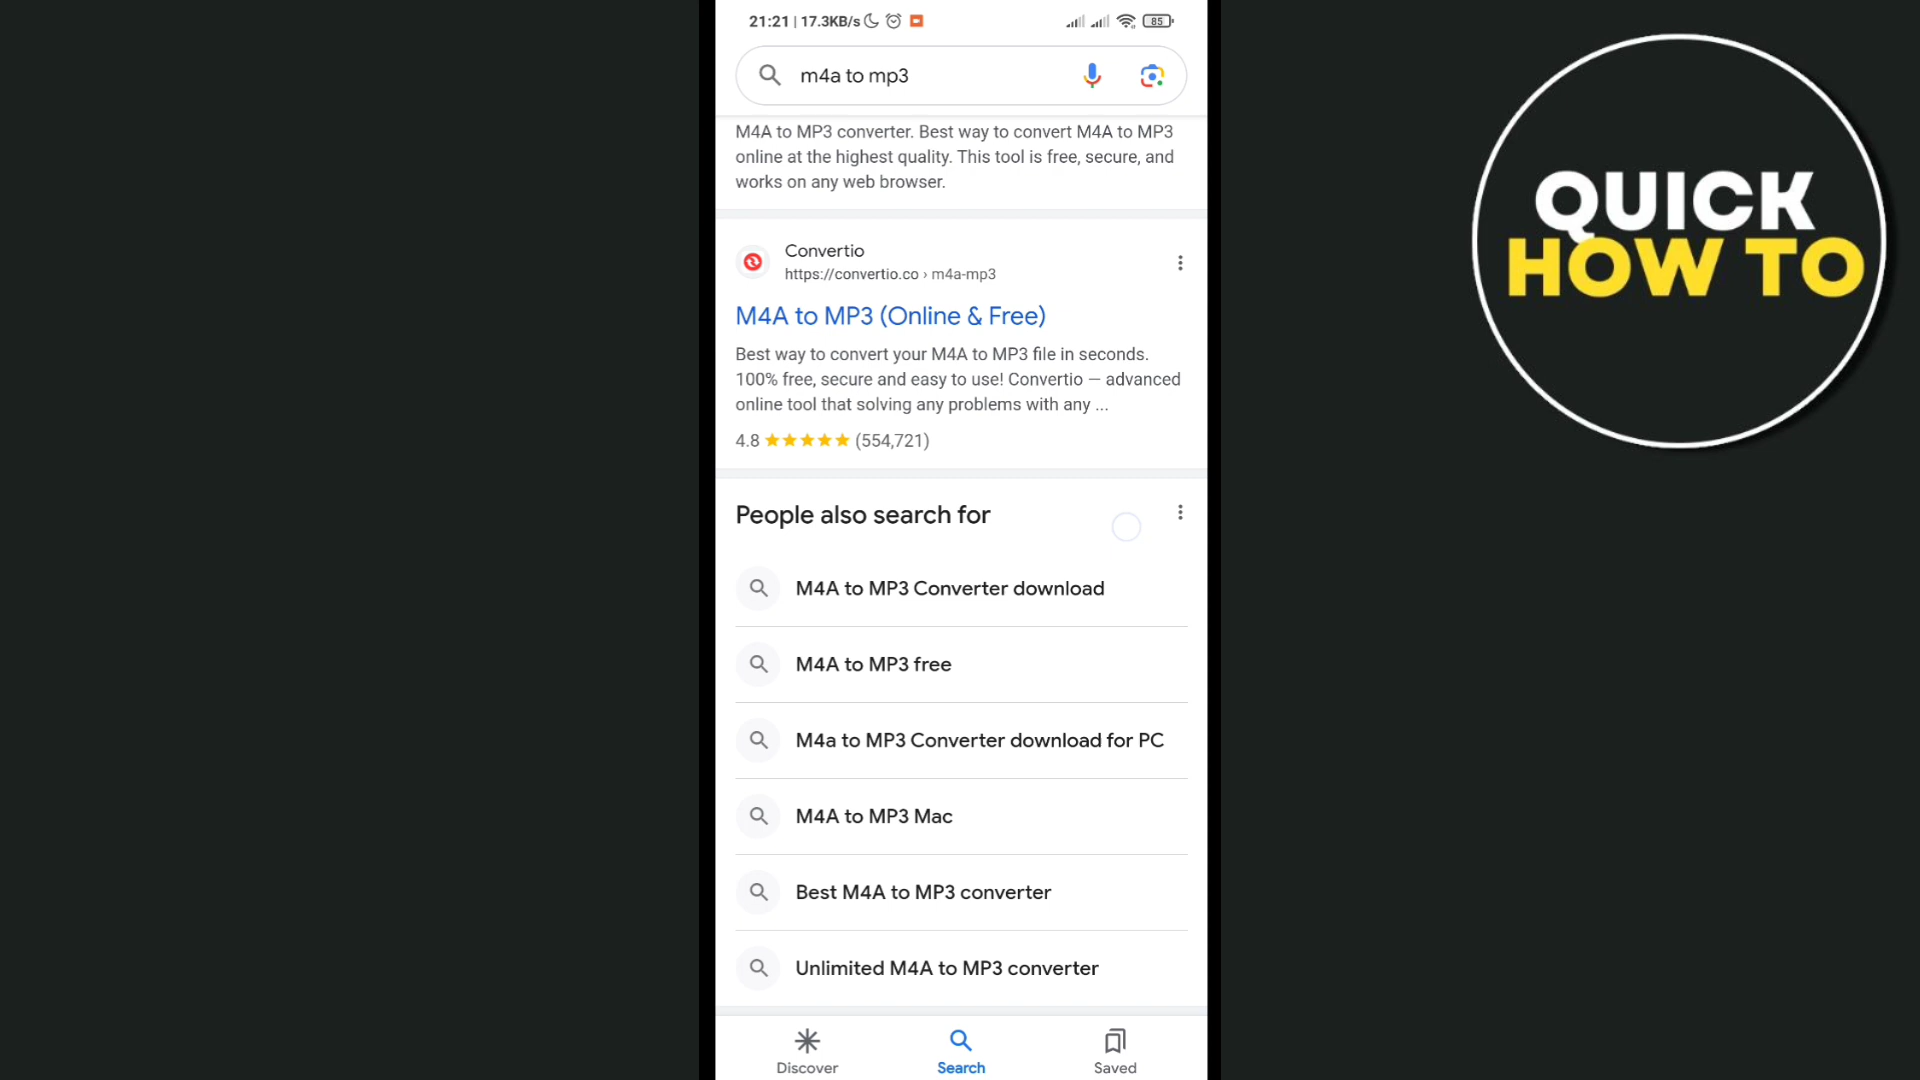 21:21 | 17.3KB/s
85
m4a to mp3
M4A to MP3 converter. Best way to convert M4A to MP3
online at the highest quality. This tool is free, secure, and
works on any web browser.
Convertio
https://convertio.co › m4a-mp3
M4A to MP3 (Online & Free)
Best way to convert your M4A to MP3 file in seconds.
100% free, secure and easy to use! Convertio — advanced
online tool that solving any problems with any ...
4.8 ★★★★★ (554,721)
People also search for
M4A to MP3 Converter download
M4A to MP3 free
M4a to MP3 Converter download for PC
M4A to MP3 Mac
Best M4A to MP3 converter
Unlimited M4A to MP3 converter
Discover
Search
Saved
QUICK
HOW TO